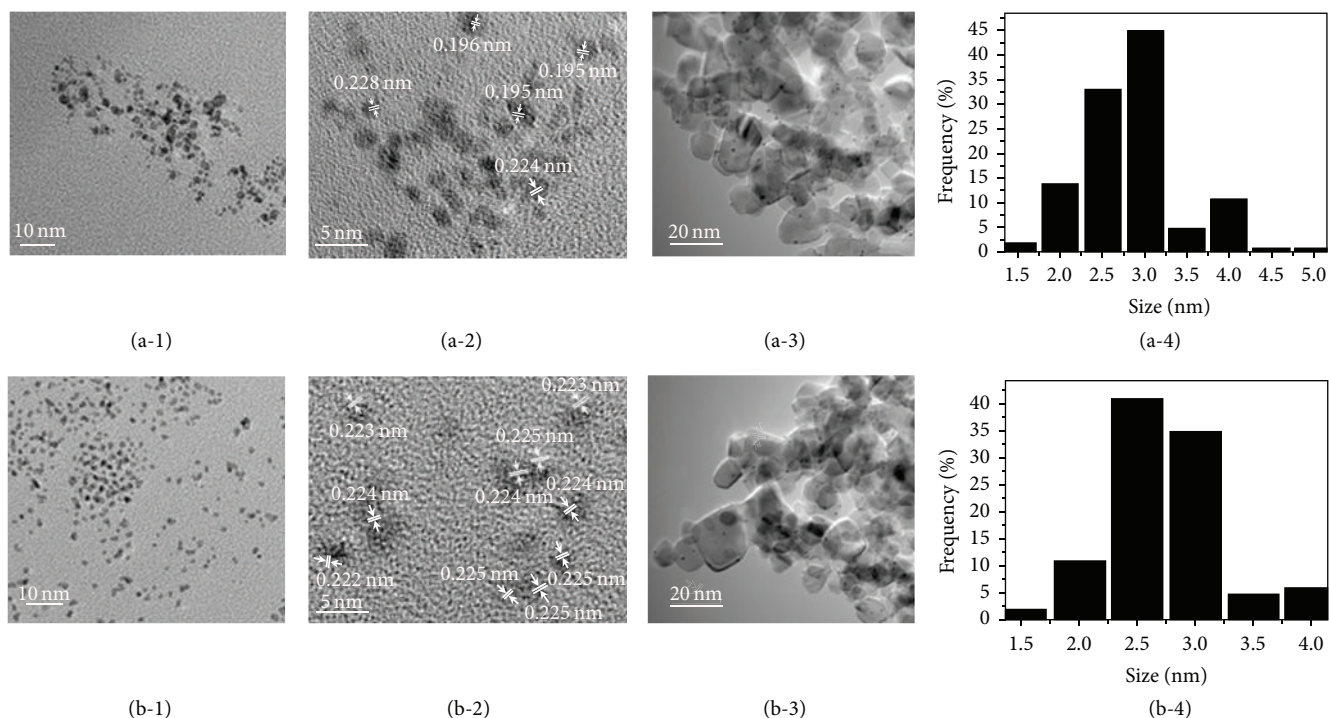 10 nm
0.196 nm
0.195 nm
0.228 nm
0.195 nm
0.224 nm
5 nm
20 nm
Frequency (%)
45
40
35
30
25
20
15
10
5
0
1.5 2.0 2.5 3.0 3.5 4.0 4.5 5.0
Size (nm)
(a-1) (a-2) (a-3) (a-4)
10 nm
0.223 nm
0.223 nm
0.225 nm
0.224 nm
0.224 nm
0.224 nm
0.222 nm
0.225 nm
0.225 nm
0.225 nm
5 nm
20 nm
Frequency (%)
40
35
30
25
20
15
10
5
0
1.5 2.0 2.5 3.0 3.5 4.0
Size (nm)
(b-1) (b-2) (b-3) (b-4)